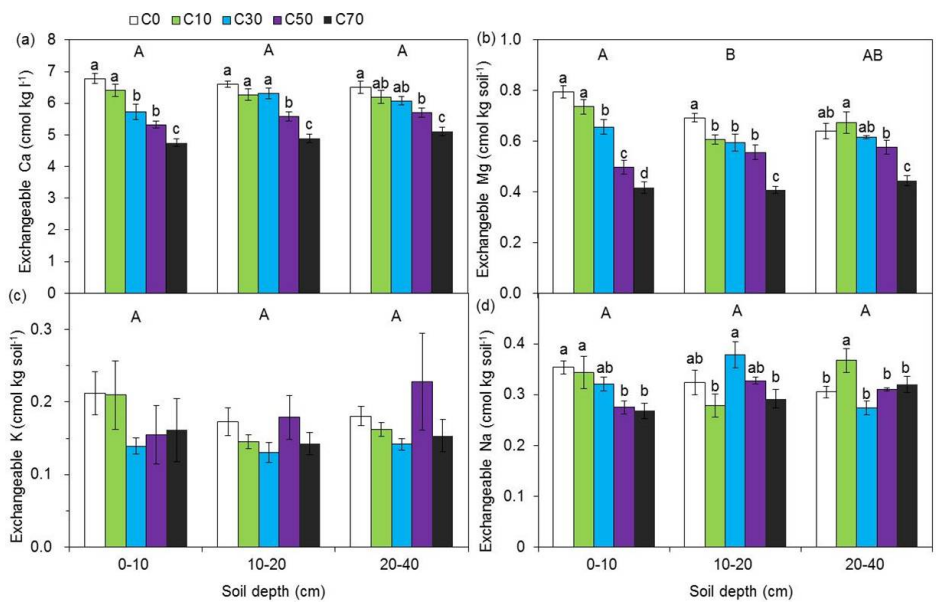 C0 C10 C30 C50 C70
(a)
Exchangeable Ca (cmol kg l⁻¹)
8
7
6
5
4
3
2
1
0
A A A
a a b b c
a a a b c
a ab ab b c
(b)
Exchangeble Mg (cmol kg soil⁻¹)
1.0
0.8
0.6
0.4
0.2
0.0
A B AB
a a b c d
a b b b c
ab a ab b c
(c)
Exchangeable K (cmol kg soil⁻¹)
0.3
0.2
0.1
0.0
A A A
0-10 10-20 20-40
Soil depth (cm)
(d)
Exchangeable Na (cmol kg soil⁻¹)
0.4
0.3
0.2
0.1
0
A A A
a a ab b b
ab b a ab b
b a b b b
0-10 10-20 20-40
Soil depth (cm)